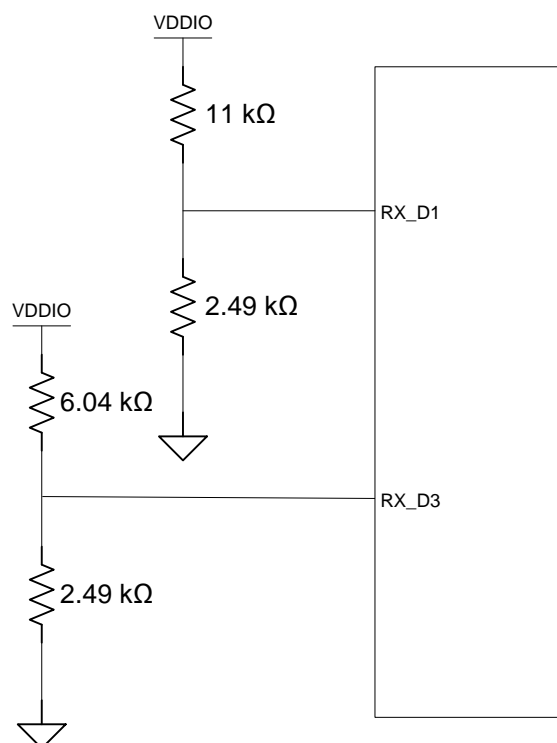 VDDIO
11 kΩ
RX_D1
2.49 kΩ
VDDIO
6.04 kΩ
RX_D3
2.49 kΩ